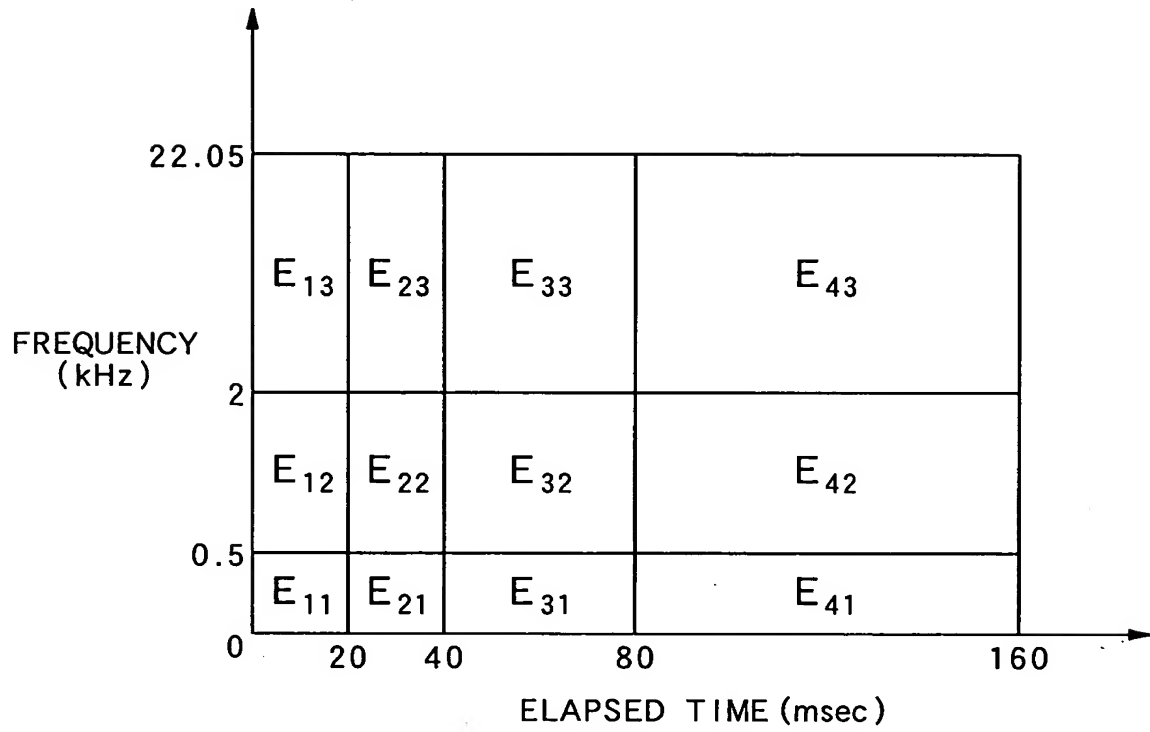 22.05
E13 E23 E33 E43
FREQUENCY
(kHz)
2
E12 E22 E32 E42
0.5
E11 E21 E31 E41
0
20 40 80 160
ELAPSED TIME (msec)